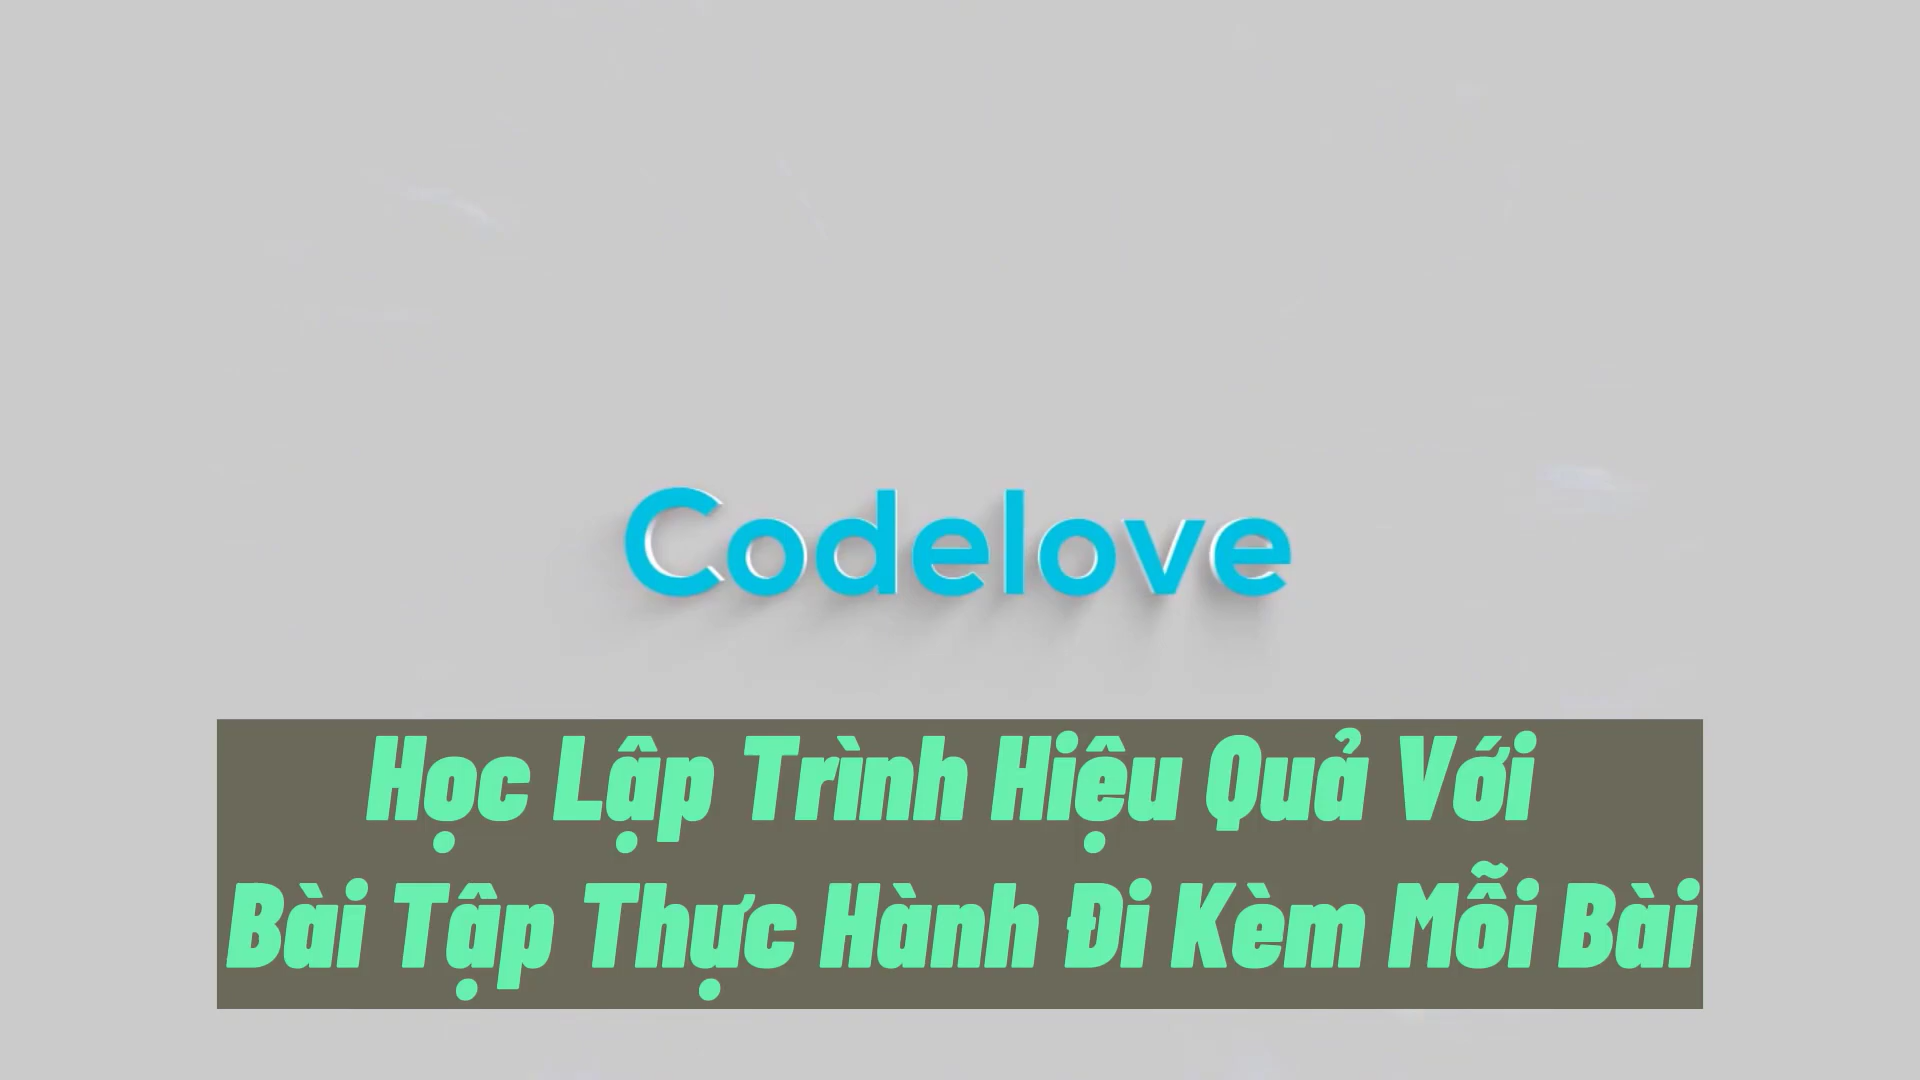 Codelove
Học Lập Trình Hiệu Quả Với
Bài Tập Thực Hành Đi Kèm Mỗi Bài